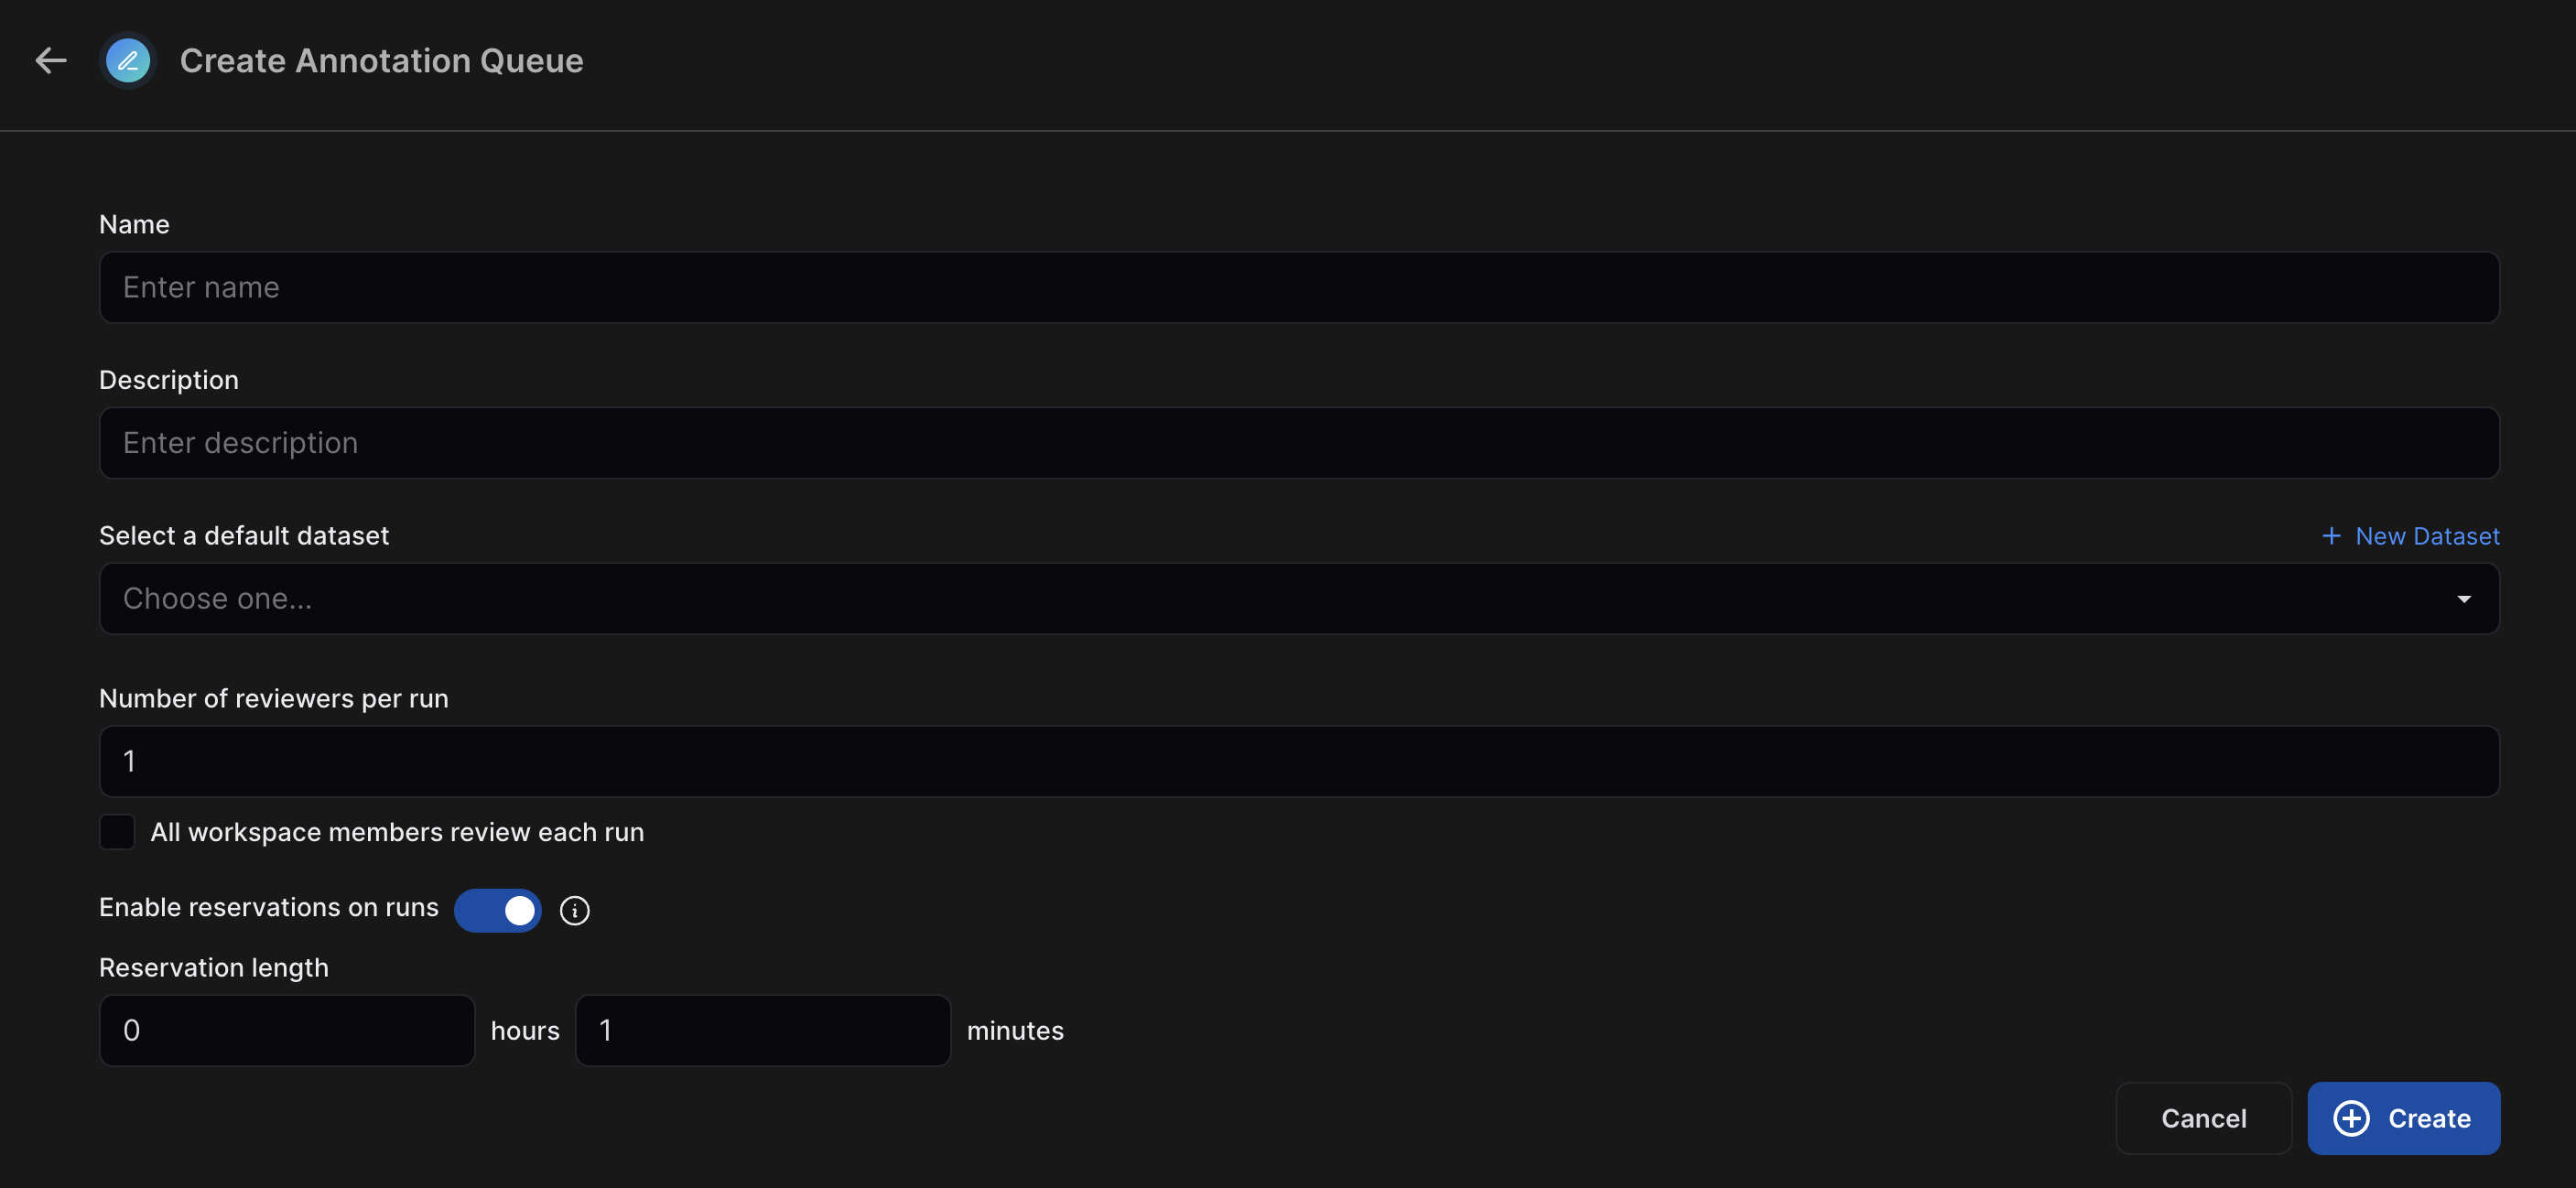 Create Annotation Queue
Name
Enter name
Description
Enter description
Select a default dataset
+ New Dataset
Choose one...
Number of reviewers per run
1
All workspace members review each run
Enable reservations on runs
Reservation length
0 hours 1 minutes
Cancel Create